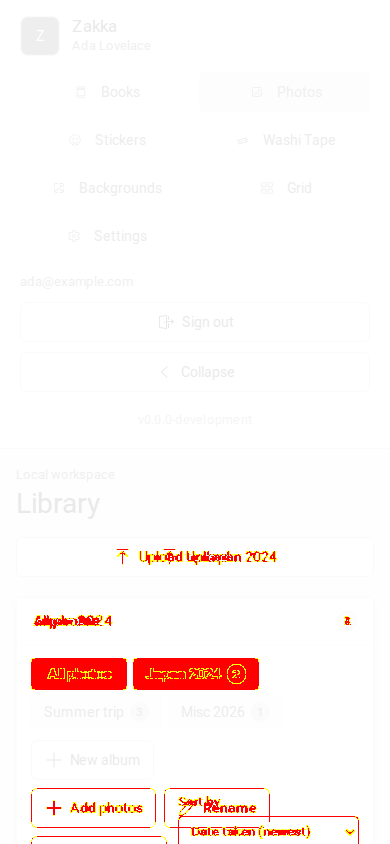 Z
Zakka
Ada Lovelace
Books
Photos
Stickers
Washi Tape
Backgrounds
Grid
Settings
ada@example.com
Sign out
Collapse
v0.0.0-development
Local workspace
Library
2024
All photos
Japan 2024 2
Summer trip 3
Misc 2026 1
New album
Add photos
Rename
Sort by
Date taken (newest)